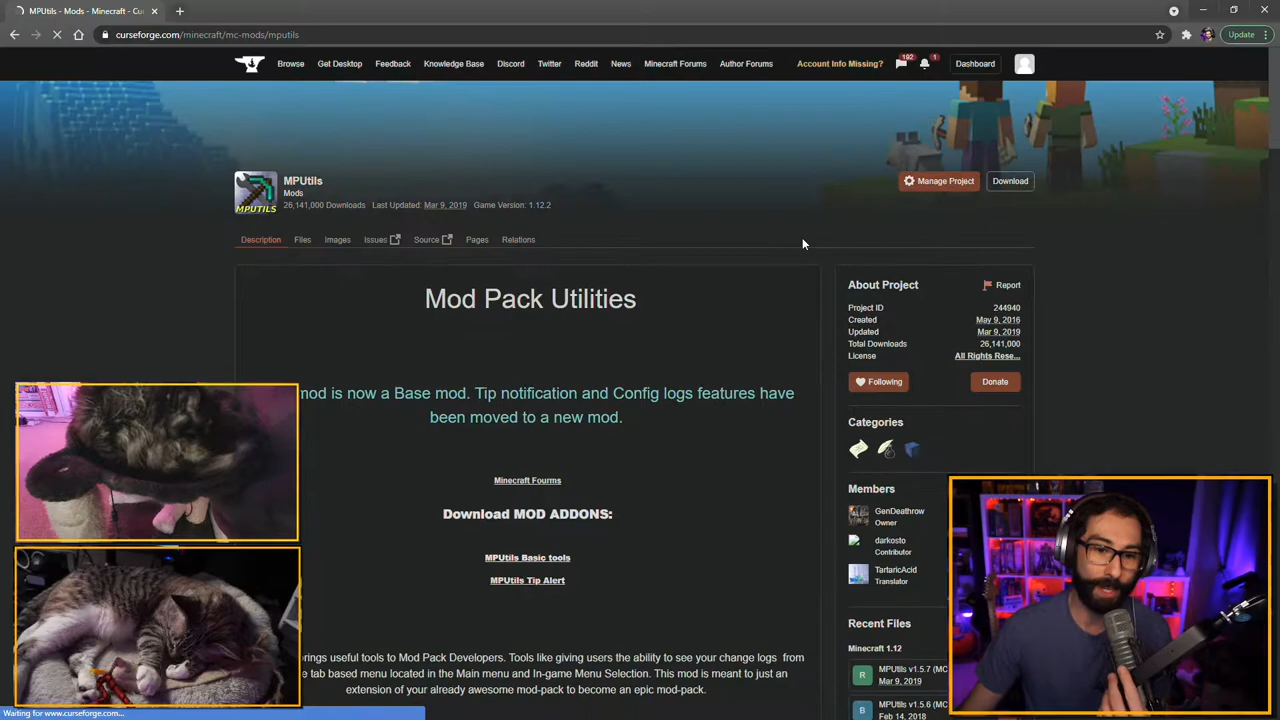 MPUtils - Mods - Minecraft - Cu
curseforge.com/minecraft/mc-mods/mputils
Update
Browse Get Desktop Feedback Knowledge Base Discord Twitter Reddit News Minecraft Forums Author Forums Account Info Missing? 192 1 Dashboard
MPUTILS
MPUtils
Mods
26,141,000 Downloads Last Updated: Mar 9, 2019 Game Version: 1.12.2
Manage Project Download
Description Files Images Issues Source Pages Relations
Mod Pack Utilities
mod is now a Base mod. Tip notification and Config logs features have
been moved to a new mod.
Minecraft Fourms
Download MOD ADDONS:
MPUtils Basic tools
MPUtils Tip Alert
rings useful tools to Mod Pack Developers. Tools like giving users the ability to see your change logs from
e tab based menu located in the Main menu and In-game Menu Selection. This mod is meant to just an
extension of your already awesome mod-pack to become an epic mod-pack.
About Project Report
Project ID 244940
Created May 9, 2016
Updated Mar 9, 2019
Total Downloads 26,141,000
License All Rights Rese...
Following Donate
Categories
Members
GenDeathrow
Owner
darkosto
Contributor
TartaricAcid
Translator
Recent Files
Minecraft 1.12
R MPUtils v1.5.7 (MC
Mar 9, 2019
B MPUtils v1.5.6 (MC
Feb 14, 2018
Waiting for www.curseforge.com...